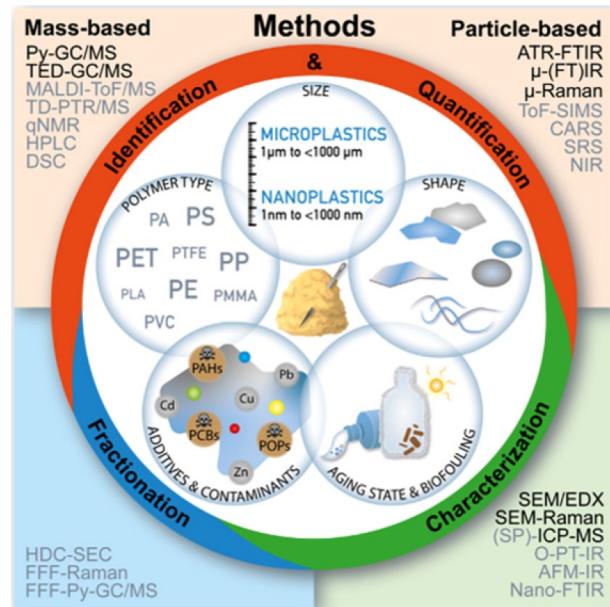 Mass-based
Methods
Particle-based
Py-GC/MS
TED-GC/MS
MALDI-ToF/MS
TD-PTR/MS
qNMR
HPLC
DSC
ATR-FTIR
μ-(FT)IR
μ-Raman
ToF-SIMS
CARS
SRS
NIR
Identification
&
Quantification
SIZE
MICROPLASTICS
1μm to <1000 μm
NANOPLASTICS
1nm to <1000 nm
POLYMER TYPE
PA
PS
PET
PTFE
PP
PLA
PE
PMMA
PVC
SHAPE
PAHs
Pb
Cd
Cu
PCBs
POPs
Zn
ADDITIVES & CONTAMINANTS
AGING STATE & BIOFOULING
Fractionation
Characterization
HDC-SEC
FFF-Raman
FFF-Py-GC/MS
SEM/EDX
SEM-Raman
(SP)-ICP-MS
O-PT-IR
AFM-IR
Nano-FTIR